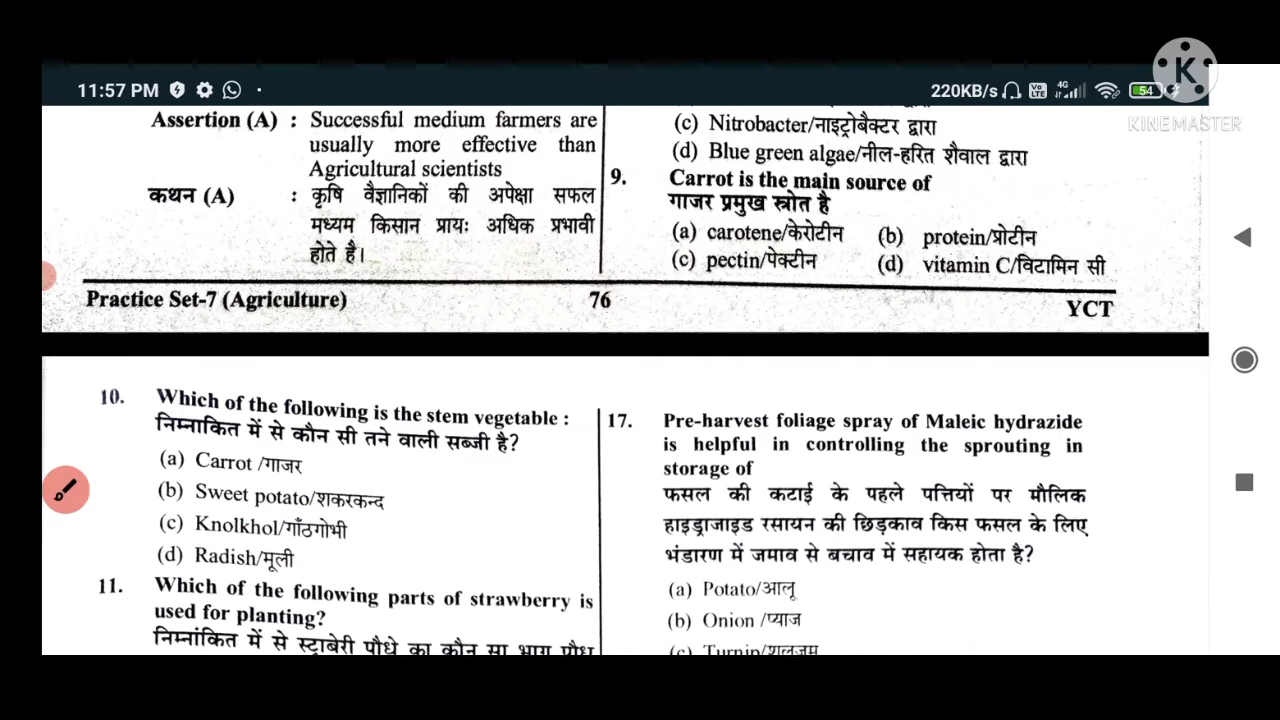 11:57 PM
220KB/s
Vo LTE
4G
54
K
KINEMASTER
Assertion (A) : Successful medium farmers are
usually more effective than
Agricultural scientists
कथन (A) : कृषि वैज्ञानिकों की अपेक्षा सफल
मध्यम किसान प्रायः अधिक प्रभावी
होते है।
(c) Nitrobacter/नाइट्रोबैक्टर द्वारा
(d) Blue green algae/नील-हरित शैवाल द्वारा
9. Carrot is the main source of
गाजर प्रमुख स्त्रोत है
(a) carotene/केरोटीन (b) protein/प्रोटीन
(c) pectin/पेक्टीन (d) vitamin C/विटामिन सी
Practice Set-7 (Agriculture) 76 YCT
10. Which of the following is the stem vegetable :
निम्नाकित में से कौन सी तने वाली सब्जी है?
(a) Carrot /गाजर
(b) Sweet potato/शकरकन्द
(c) Knolkhol/गाँठगोभी
(d) Radish/मूली
11. Which of the following parts of strawberry is
used for planting?
निम्नांकित में से स्ट्राबेरी पौधे का कौन सा भाग पौध
17. Pre-harvest foliage spray of Maleic hydrazide
is helpful in controlling the sprouting in
storage of
फसल की कटाई के पहले पत्तियों पर मौलिक
हाइड्राजाइड रसायन की छिड़काव किस फसल के लिए
भंडारण में जमाव से बचाव में सहायक होता है?
(a) Potato/आलू
(b) Onion /प्याज
(c) Turnip/शलजम